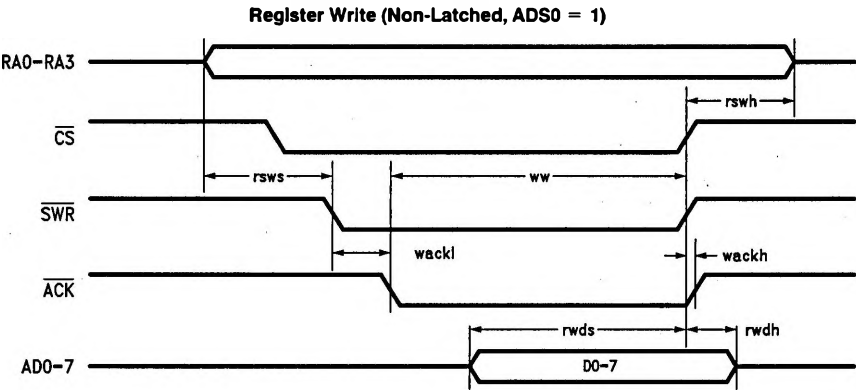 Register Write (Non-Latched, ADS0 = 1)
RA0-RA3
rswh
CS
rsws
ww
SWR
wackl
wackh
ACK
rwds
rwdh
AD0-7
D0-7